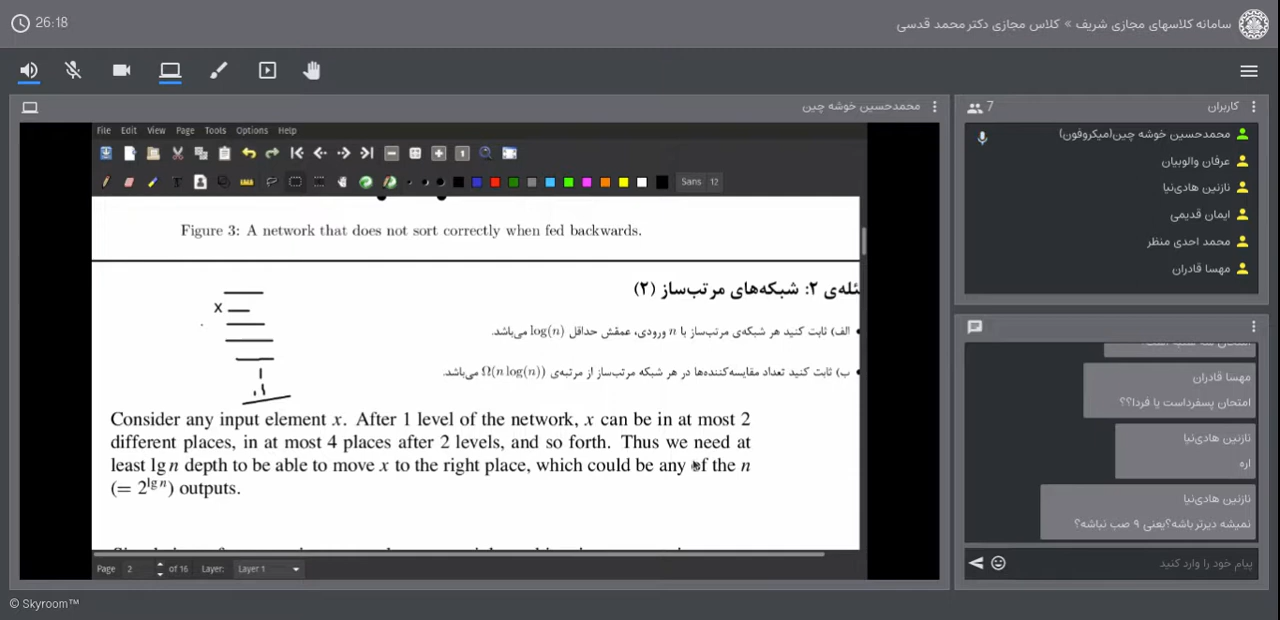 26:18
سامانه کلاسهای مجازی شریف » کلاس مجازی دکتر محمد قدسی
محمدحسین خوشه چین
File Edit View Page Tools Options Help
Sans 12
Figure 3: A network that does not sort correctly when fed backwards.
ئله‌ی ۲: شبکه‌های مرتب‌ساز (۲)
x
الف) ثابت کنید هر شبکه‌ی مرتب‌ساز با n ورودی، عمقش حداقل log(n) می‌باشد.
ب) ثابت کنید تعداد مقایسه‌کننده‌ها در هر شبکه مرتب‌ساز از مرتبه‌ی Ω(n log(n)) می‌باشد.
Consider any input element x. After 1 level of the network, x can be in at most 2
different places, in at most 4 places after 2 levels, and so forth. Thus we need at
least lg n depth to be able to move x to the right place, which could be any of the n
(= 2^{lg n}) outputs.
Page 2 of 16 Layer: Layer 1
کاربران
7
محمدحسین خوشه چین(میکروفون)
عرفان والوبیان
نازنین هادی‌نیا
ایمان قدیمی
محمد احدی منظر
مهسا قادران
مهسا قادران
امتحان پسفرداست یا فردا؟؟
نازنین هادی‌نیا
اره
نازنین هادی‌نیا
نمیشه دیرتر باشه؟یعنی ۹ صب نباشه؟
پیام خود را وارد کنید
© Skyroom™